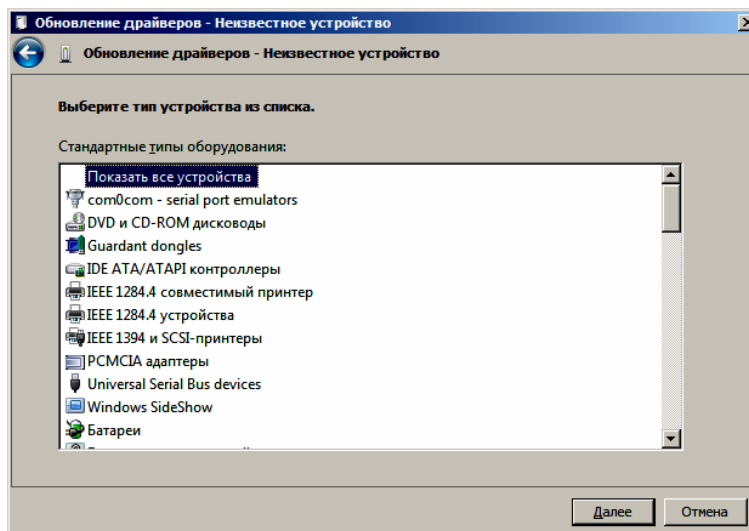 Обновление драйверов - Неизвестное устройство
Обновление драйверов - Неизвестное устройство
Выберите тип устройства из списка.
Стандартные типы оборудования:
Показать все устройства
com0com - serial port emulators
DVD и CD-ROM дисководы
Guardant dongles
IDE ATA/ATAPI контроллеры
IEEE 1284.4 совместимый принтер
IEEE 1284.4 устройства
IEEE 1394 и SCSI-принтеры
PCMCIA адаптеры
Universal Serial Bus devices
Windows SideShow
Батареи
Далее Отмена